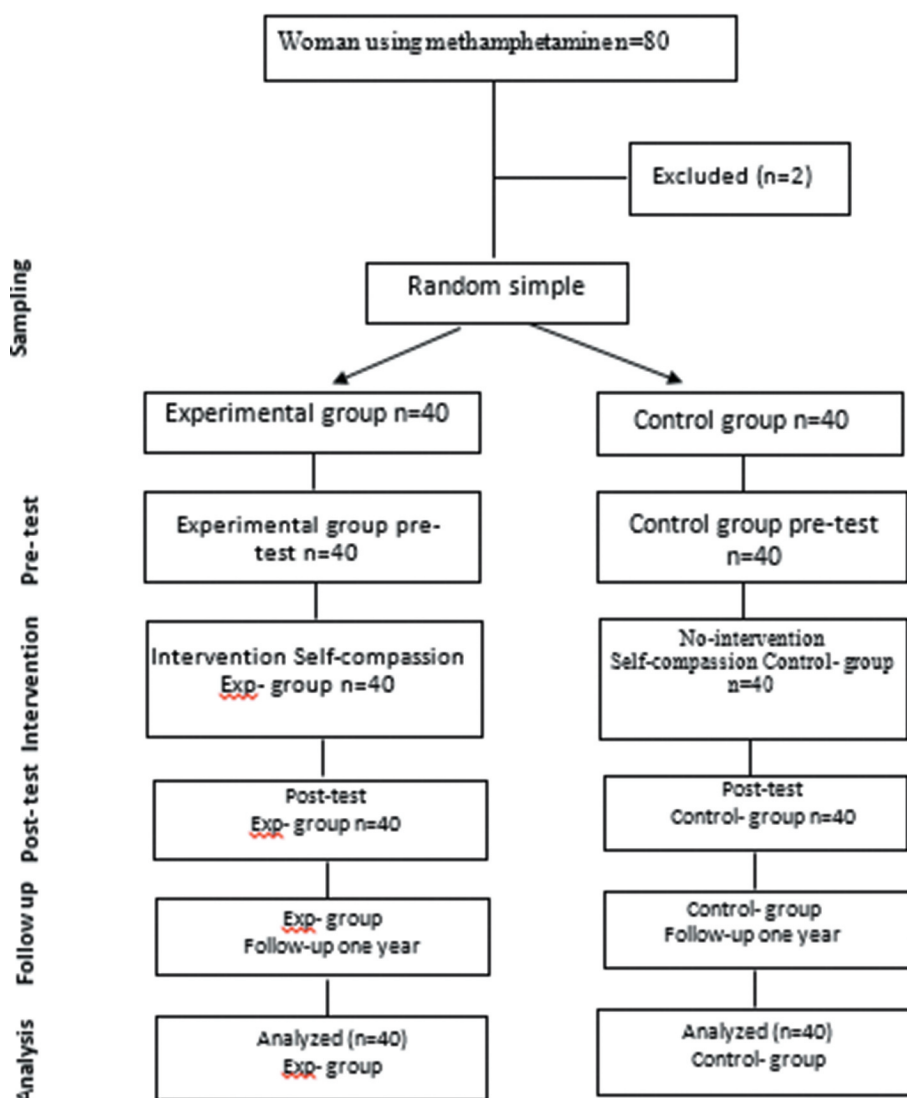 Woman using methamphetamine n=80
Excluded (n=2)
Sampling
Random simple
Experimental group n=40
Control group n=40
Pre- test
Experimental group pre-
test n=40
Control group pre-test
n=40
Intervention
Intervention Self-compassion
Exp- group n=40
No-intervention
Self-compassion Control- group
n=40
Post- test
Post-test
Exp- group n=40
Post-test
Control- group n=40
Follow up
Exp- group
Follow-up one year
Control- group
Follow-up one year
Analysis
Analyzed (n=40)
Exp- group
Analyzed (n=40)
Control- group